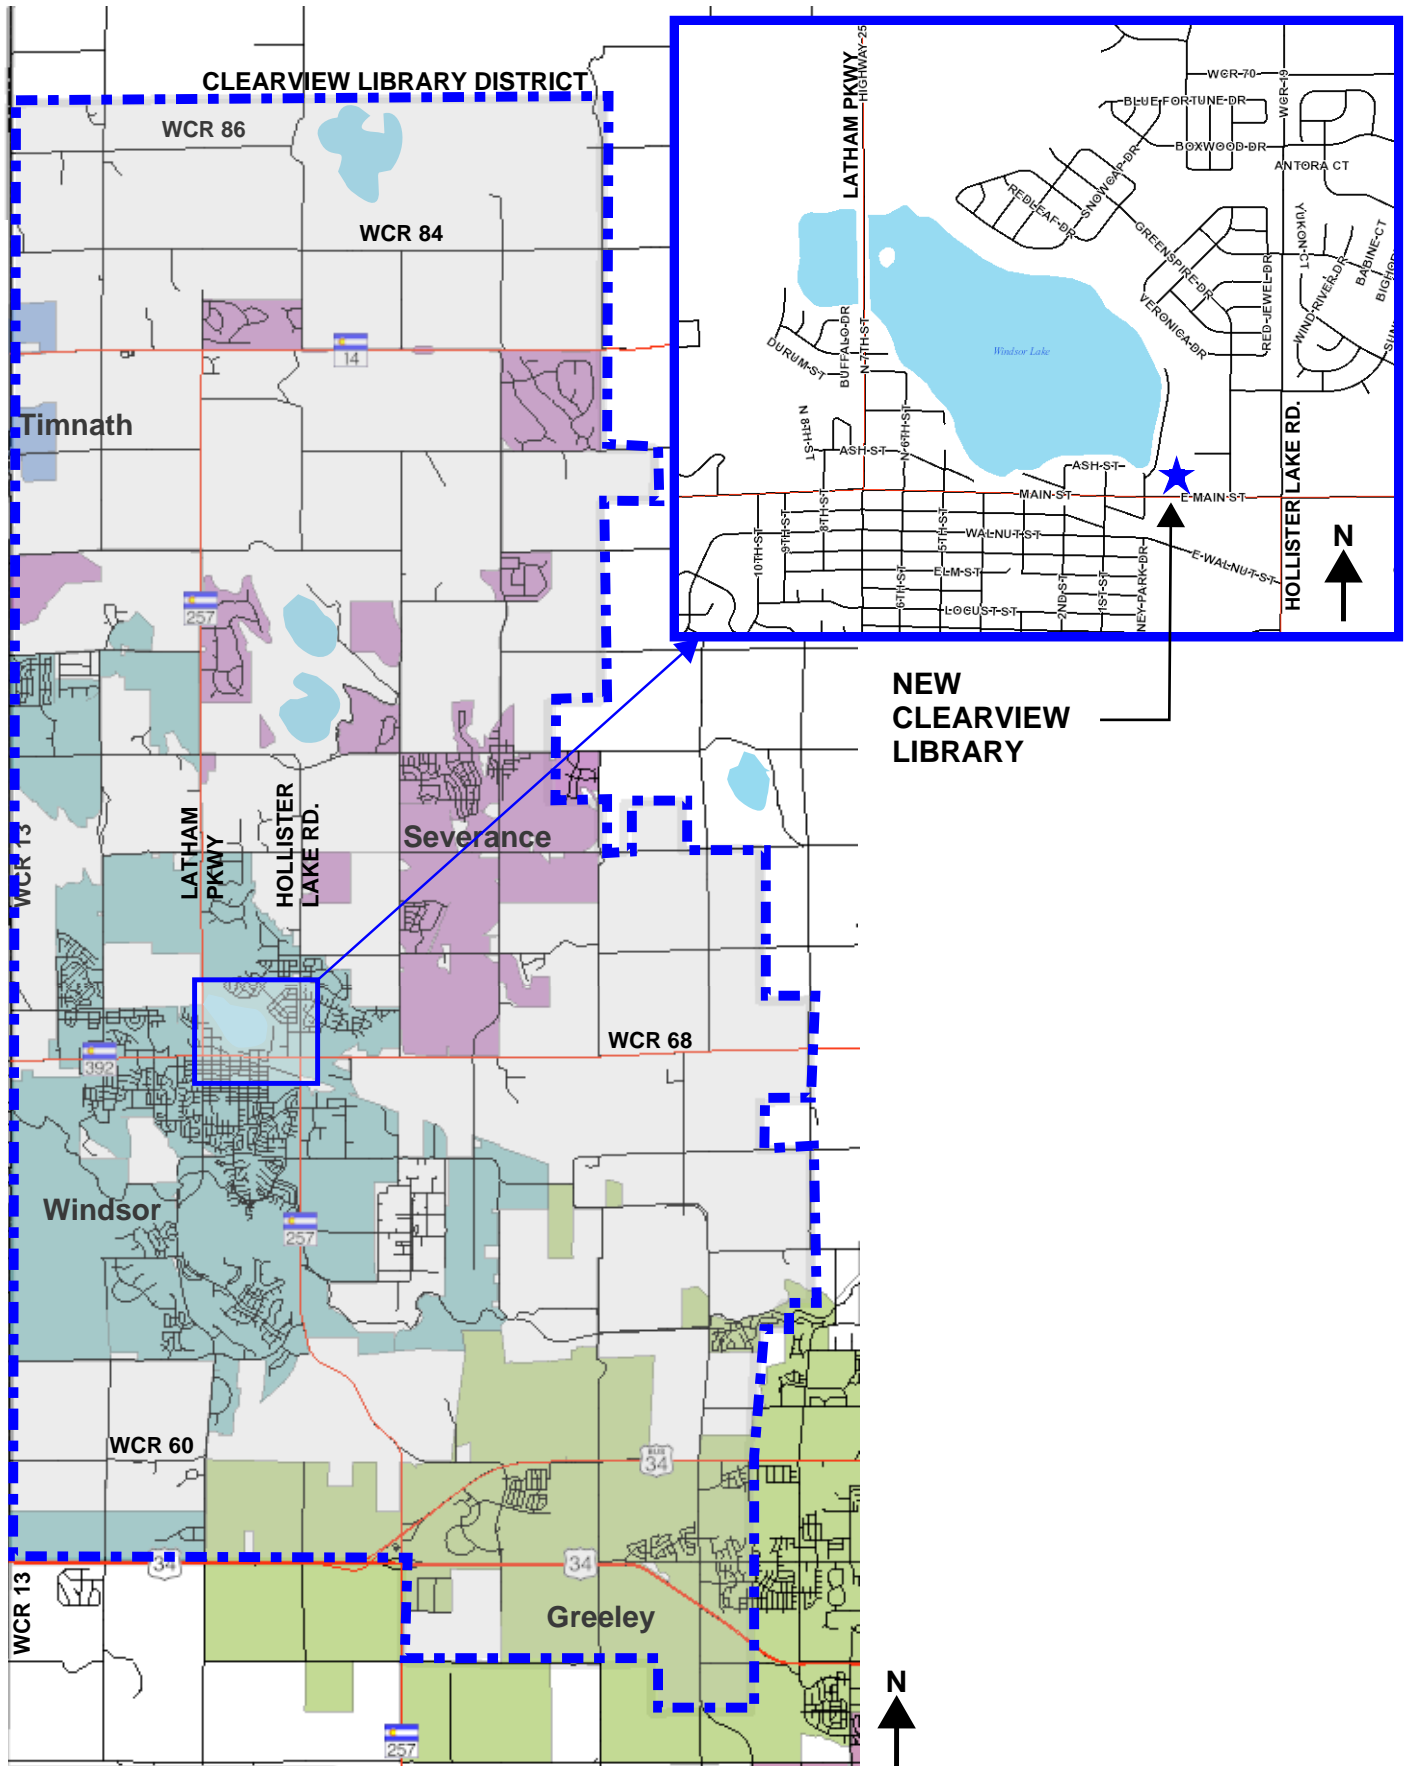 CLEARVIEW LIBRARY DISTRICT
WCR 86
WCR 84
14
Timnath
257
LATHAM
PKWY
HOLLISTER
LAKE RD.
Severance
WCR 13
WCR 68
392
Windsor
257
WCR 60
BUS
34
34
34
Greeley
WCR 13
257
N
LATHAM PKWY
HIGHWAY 25
WCR 70
WCR 19
BLUE FORTUNE DR
BOXWOOD DR
ANTORA CT
SNOWCAP DR
REDLEAF DR
GREENSPIRE DR
VERONICA DR
RED JEWEL DR
YUKON CT
WIND RIVER DR
BABINE CT
BUFFALO DR
N 7TH ST
DURUM ST
Windsor Lake
N 8TH ST
N 6TH ST
ASH ST
ASH ST
MAIN ST
E MAIN ST
HOLLISTER LAKE RD.
10TH ST
9TH ST
8TH ST
5TH ST
WALNUT ST
E WALNUT ST
ELM ST
6TH ST
LOCUST ST
2ND ST
1ST ST
NEY PARK DR
N
NEW
CLEARVIEW
LIBRARY